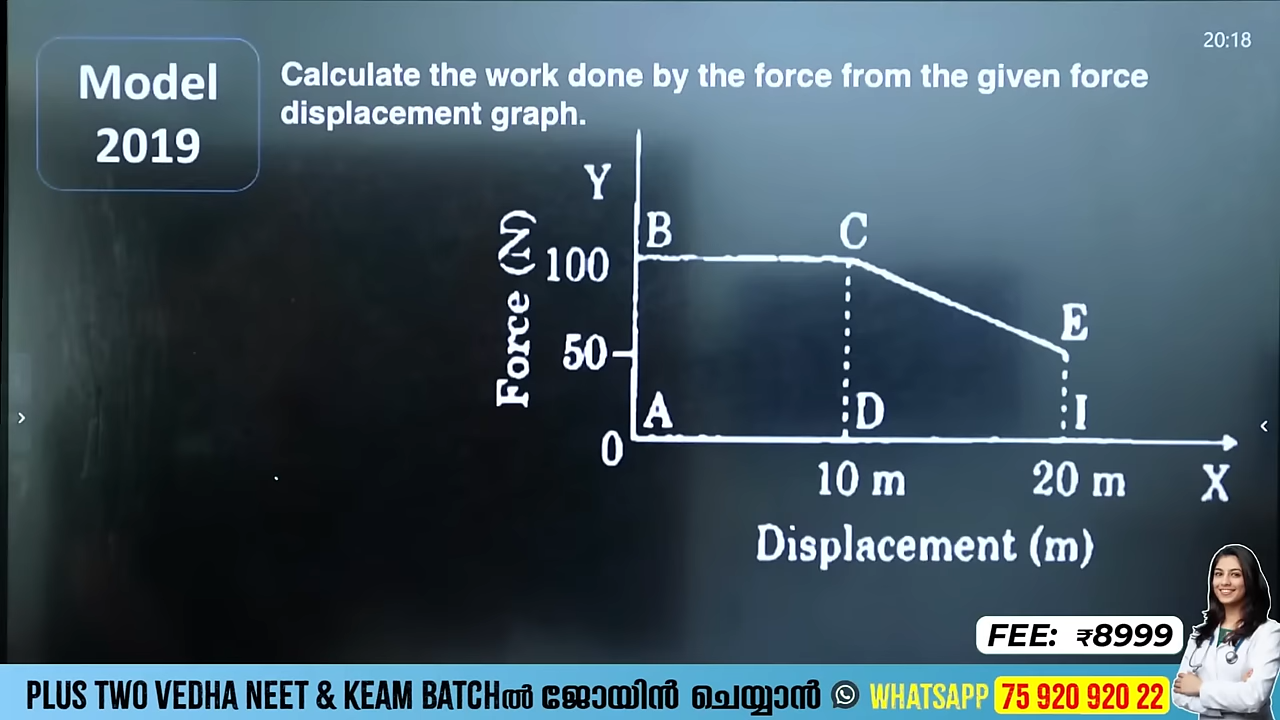 20:18
Model
2019
Calculate the work done by the force from the given force
displacement graph.
Y
Force (N)
B
C
100
E
50
A
D
I
0
10 m
20 m
X
Displacement (m)
FEE: ₹8999
PLUS TWO VEDHA NEET & KEAM BATCHൽ ജോയിൻ ചെയ്യാൻ WHATSAPP 75 920 920 22